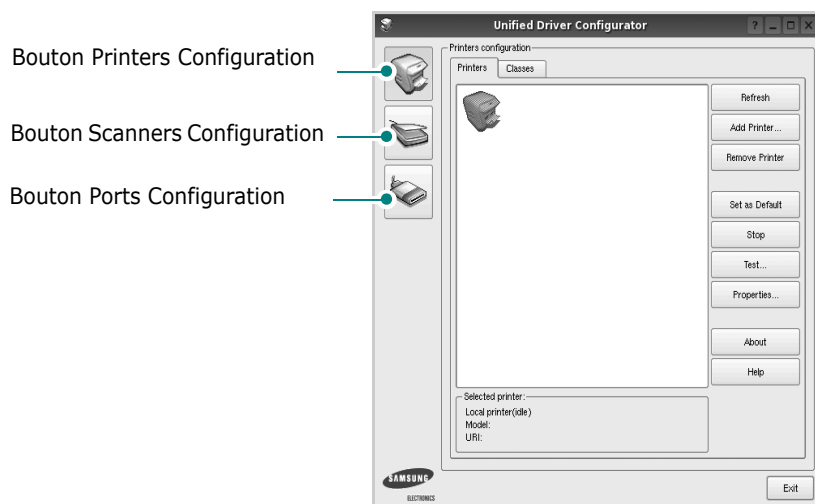 Unified Driver Configurator
Bouton Printers Configuration
Bouton Scanners Configuration
Bouton Ports Configuration
Printers configuration
Printers
Classes
Refresh
Add Printer...
Remove Printer
Set as Default
Stop
Test...
Properties...
About
Help
Selected printer:
Local printer(idle)
Model:
URI:
SAMSUNG
ELECTRONICS
Exit